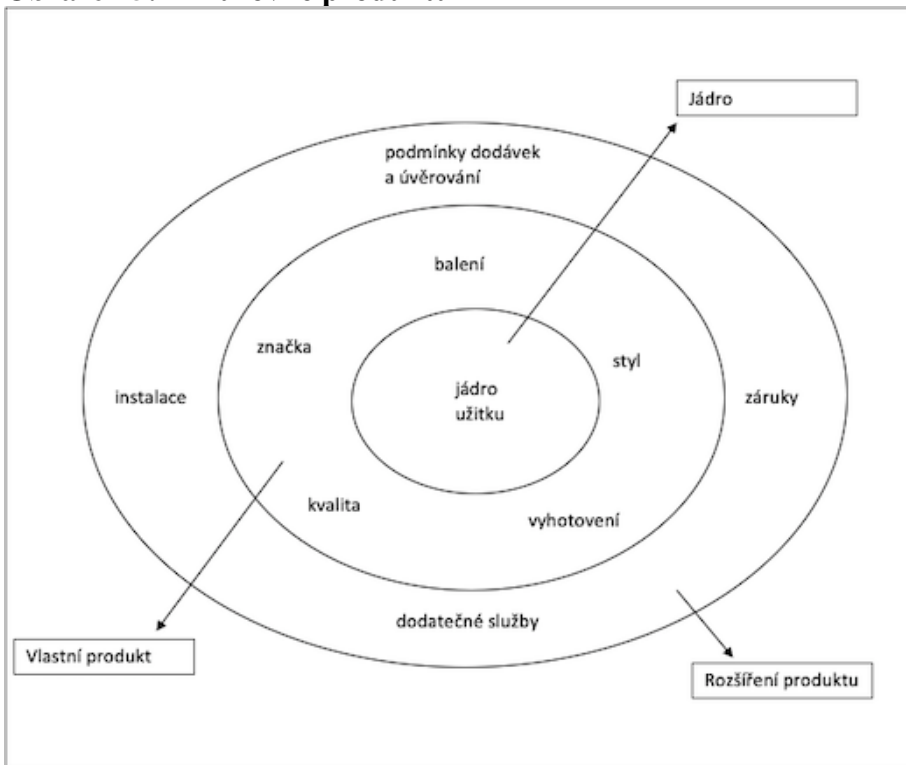 Jádro
podmínky dodávek
a úvěrování
balení
značka
styl
jádro
užitku
instalace
záruky
kvalita
vyhotovení
dodatečné služby
Vlastní produkt
Rozšíření produktu